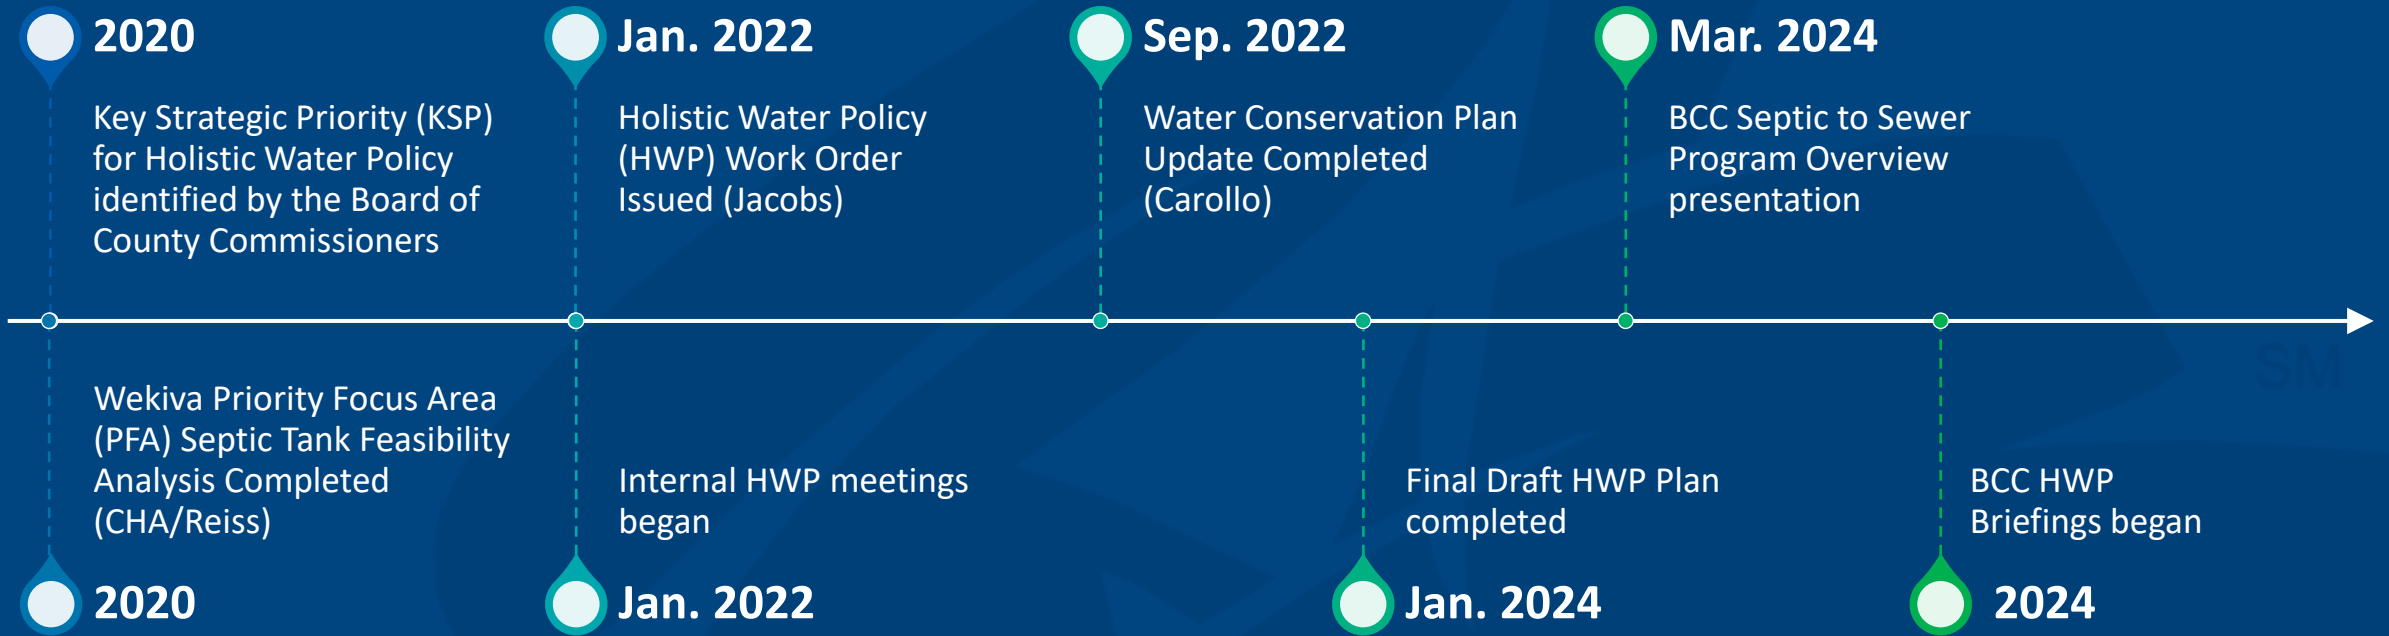 2020
Key Strategic Priority (KSP)
for Holistic Water Policy
identified by the Board of
County Commissioners
Jan. 2022
Holistic Water Policy
(HWP) Work Order
Issued (Jacobs)
Sep. 2022
Water Conservation Plan
Update Completed
(Carollo)
Mar. 2024
BCC Septic to Sewer
Program Overview
presentation
SM
Wekiva Priority Focus Area
(PFA) Septic Tank Feasibility
Analysis Completed
(CHA/Reiss)
2020
Internal HWP meetings
began
Jan. 2022
Final Draft HWP Plan
completed
Jan. 2024
BCC HWP
Briefings began
2024